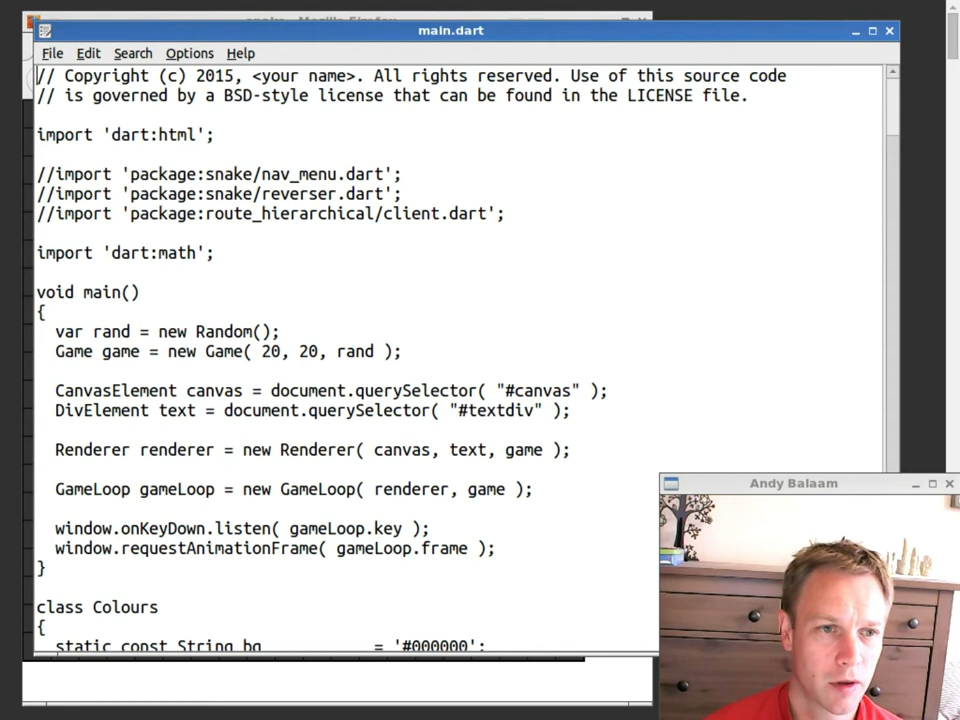 main.dart
File Edit Search Options Help
// Copyright (c) 2015, <your name>. All rights reserved. Use of this source code
// is governed by a BSD-style license that can be found in the LICENSE file.
import 'dart:html';
//import 'package:snake/nav_menu.dart';
//import 'package:snake/reverser.dart';
//import 'package:route_hierarchical/client.dart';
import 'dart:math';
void main()
{
var rand = new Random();
Game game = new Game( 20, 20, rand );
CanvasElement canvas = document.querySelector( "#canvas" );
DivElement text = document.querySelector( "#textdiv" );
Renderer renderer = new Renderer( canvas, text, game );
GameLoop gameLoop = new GameLoop( renderer, game );
window.onKeyDown.listen( gameLoop.key );
window.requestAnimationFrame( gameLoop.frame );
}
class Colours
{
static const String bg = '#000000';
Andy Balaam